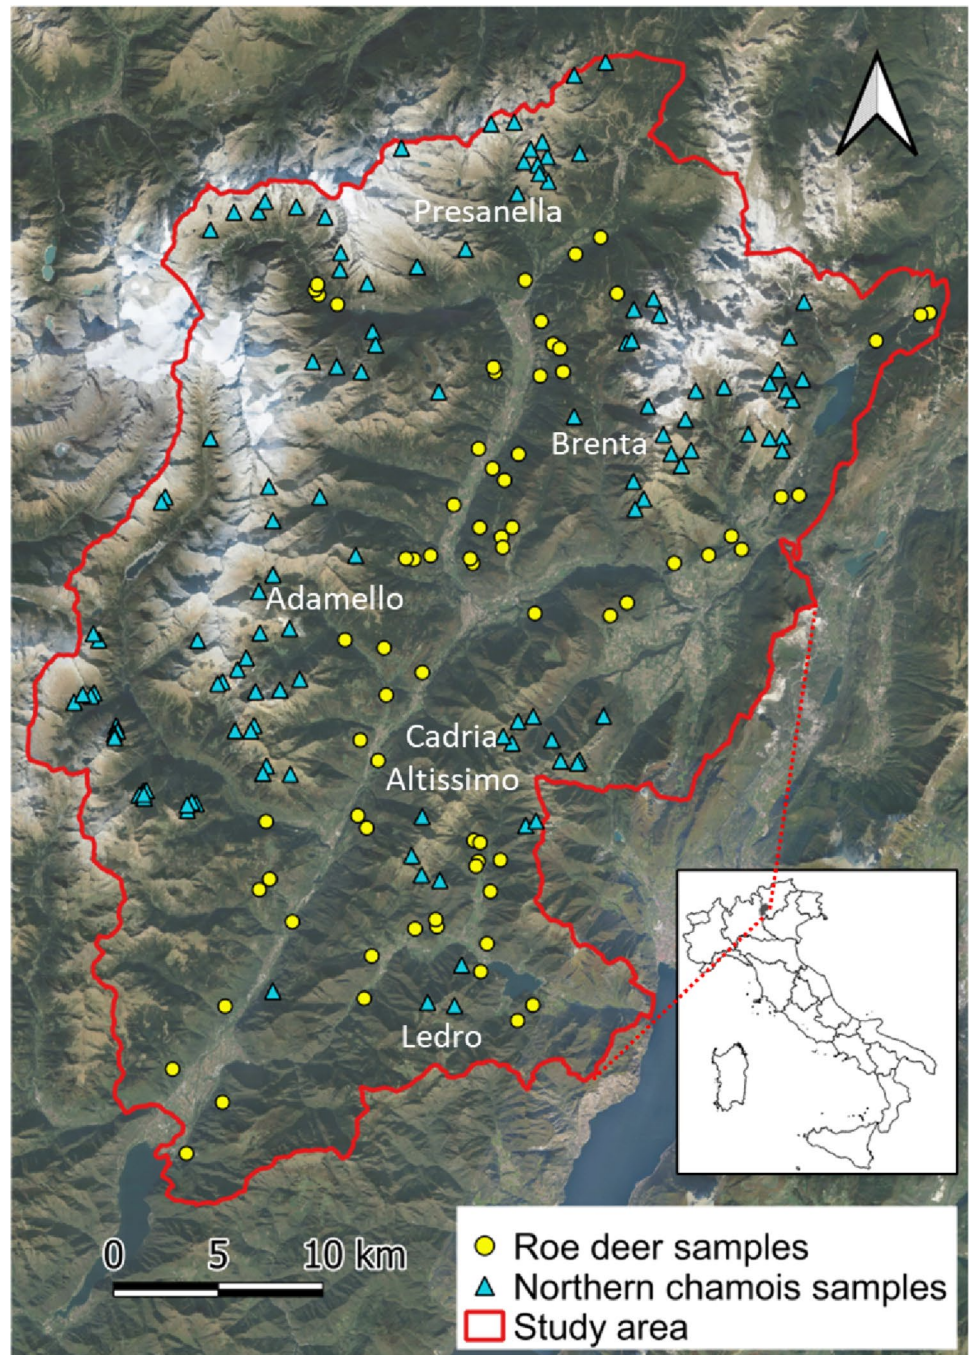 Presanella
Brenta
Adamello
Cadria
Altissimo
Ledro
0 5 10 km
Roe deer samples
Northern chamois samples
Study area